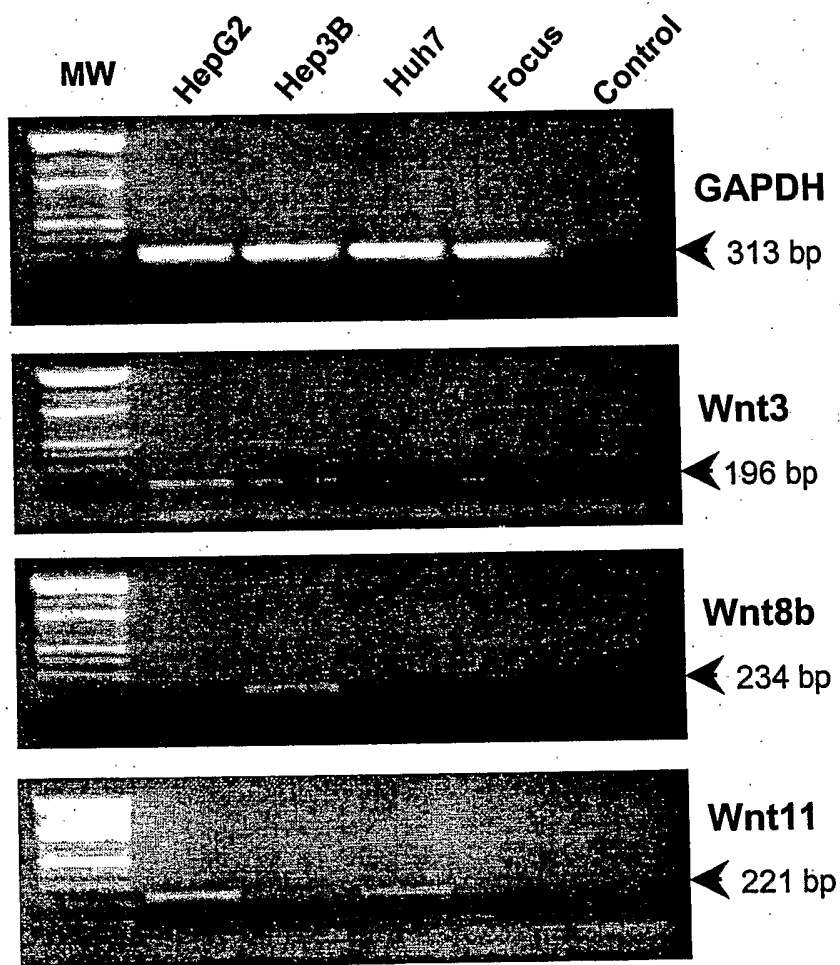 MW HepG2 Hep3B Huh7 Focus Control
GAPDH
313 bp
Wnt3
196 bp
Wnt8b
234 bp
Wnt11
221 bp